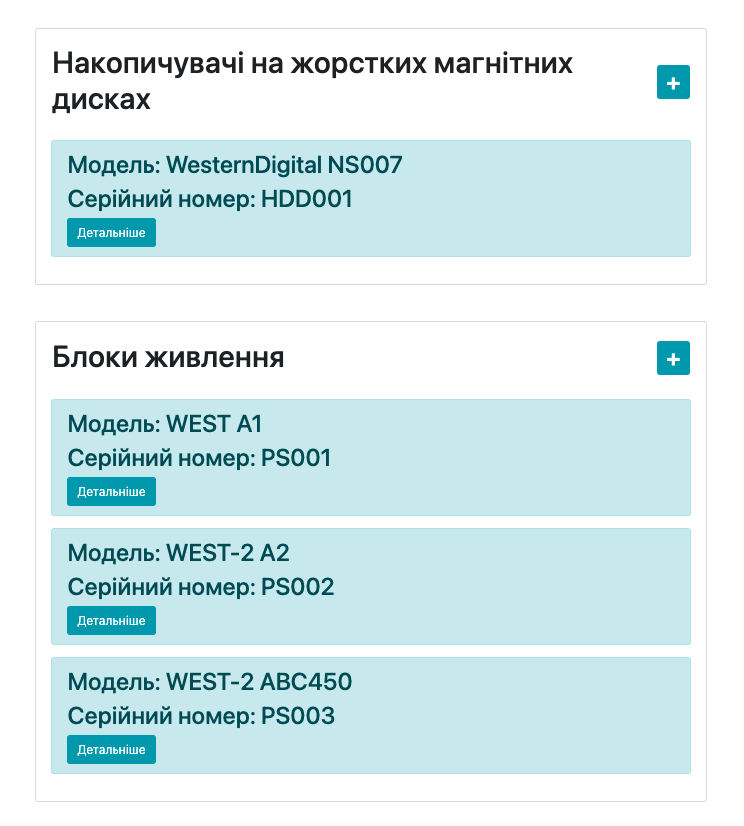 Накопичувачі на жорстких магнітних
дисках
+
Модель: WesternDigital NS007
Серійний номер: HDD001
Детальніше
Блоки живлення
+
Модель: WEST A1
Серійний номер: PS001
Детальніше
Модель: WEST-2 A2
Серійний номер: PS002
Детальніше
Модель: WEST-2 ABC450
Серійний номер: PS003
Детальніше